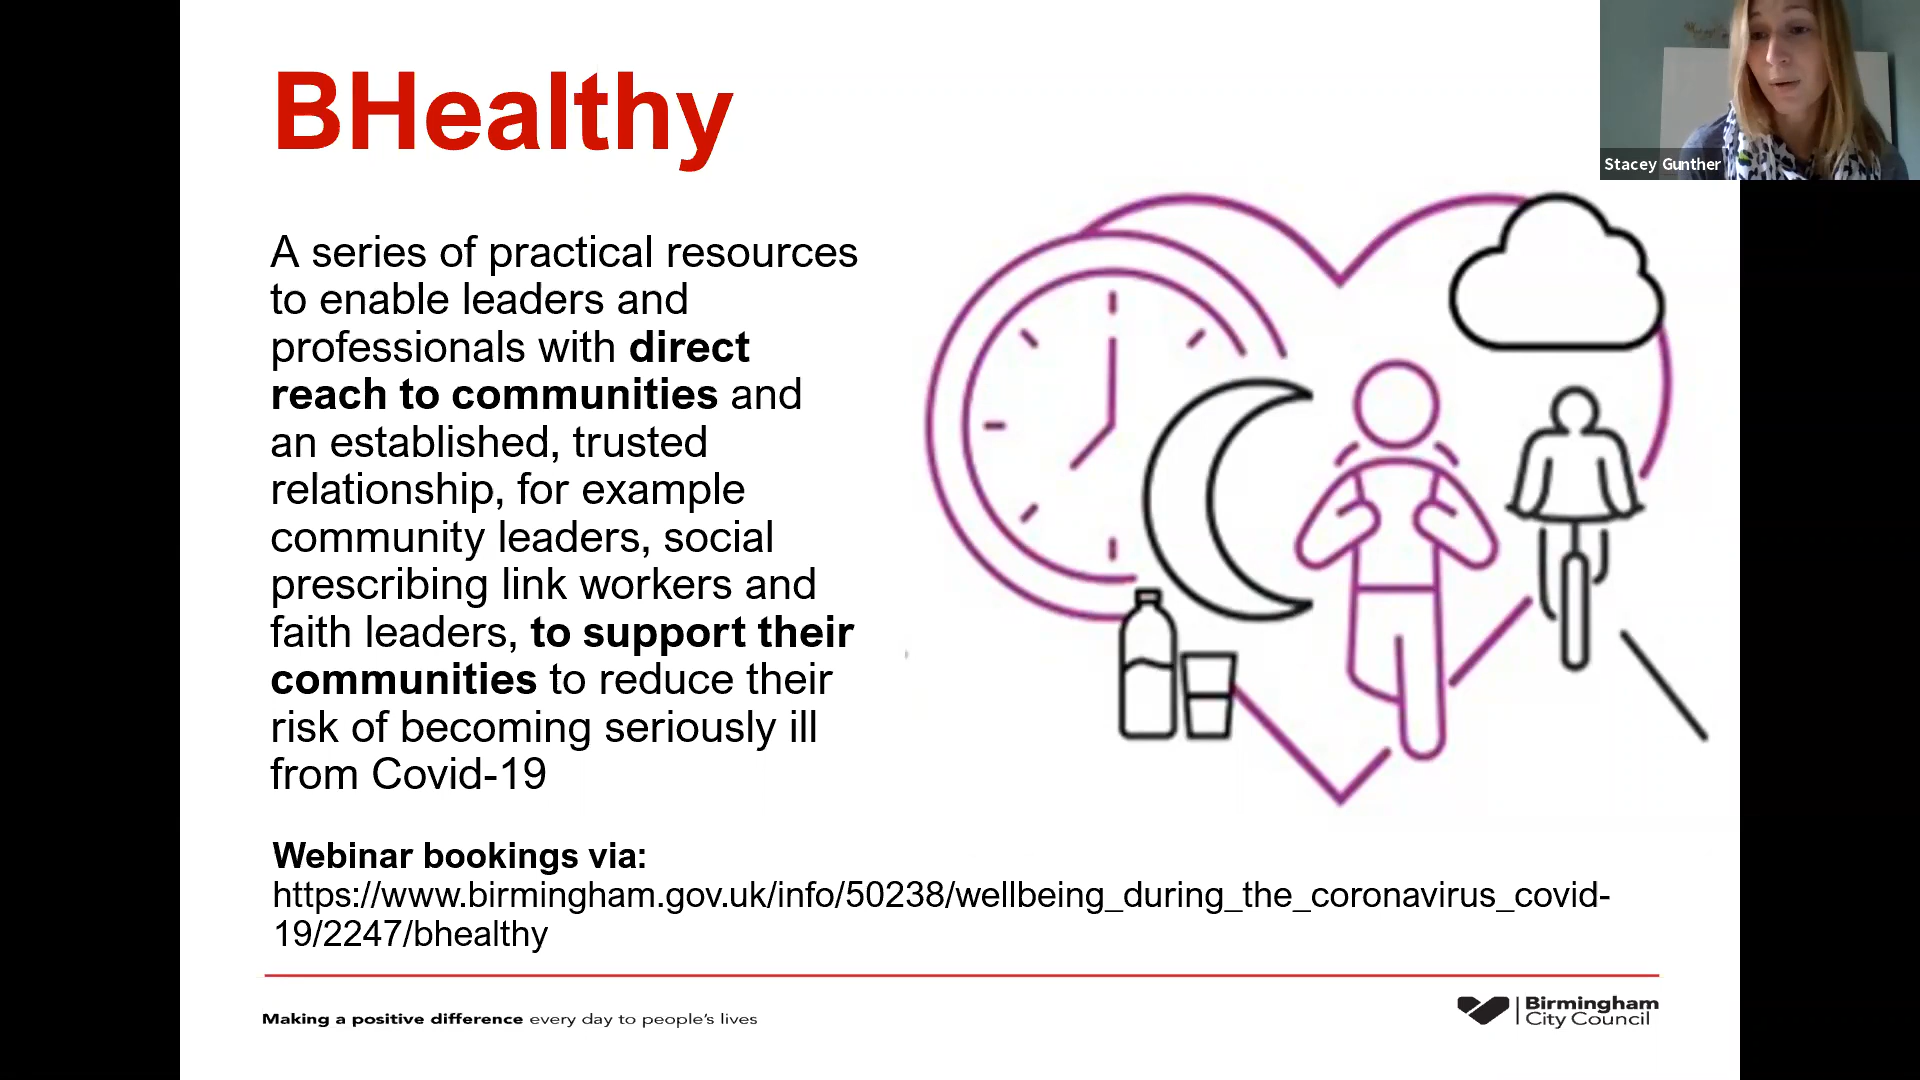 BHealthy
Stacey Gunther
A series of practical resources
to enable leaders and
professionals with direct
reach to communities and
an established, trusted
relationship, for example
community leaders, social
prescribing link workers and
faith leaders, to support their
communities to reduce their
risk of becoming seriously ill
from Covid-19
Webinar bookings via:
https://www.birmingham.gov.uk/info/50238/wellbeing_during_the_coronavirus_covid-
19/2247/bhealthy
Making a positive difference every day to people's lives
Birmingham
City Council